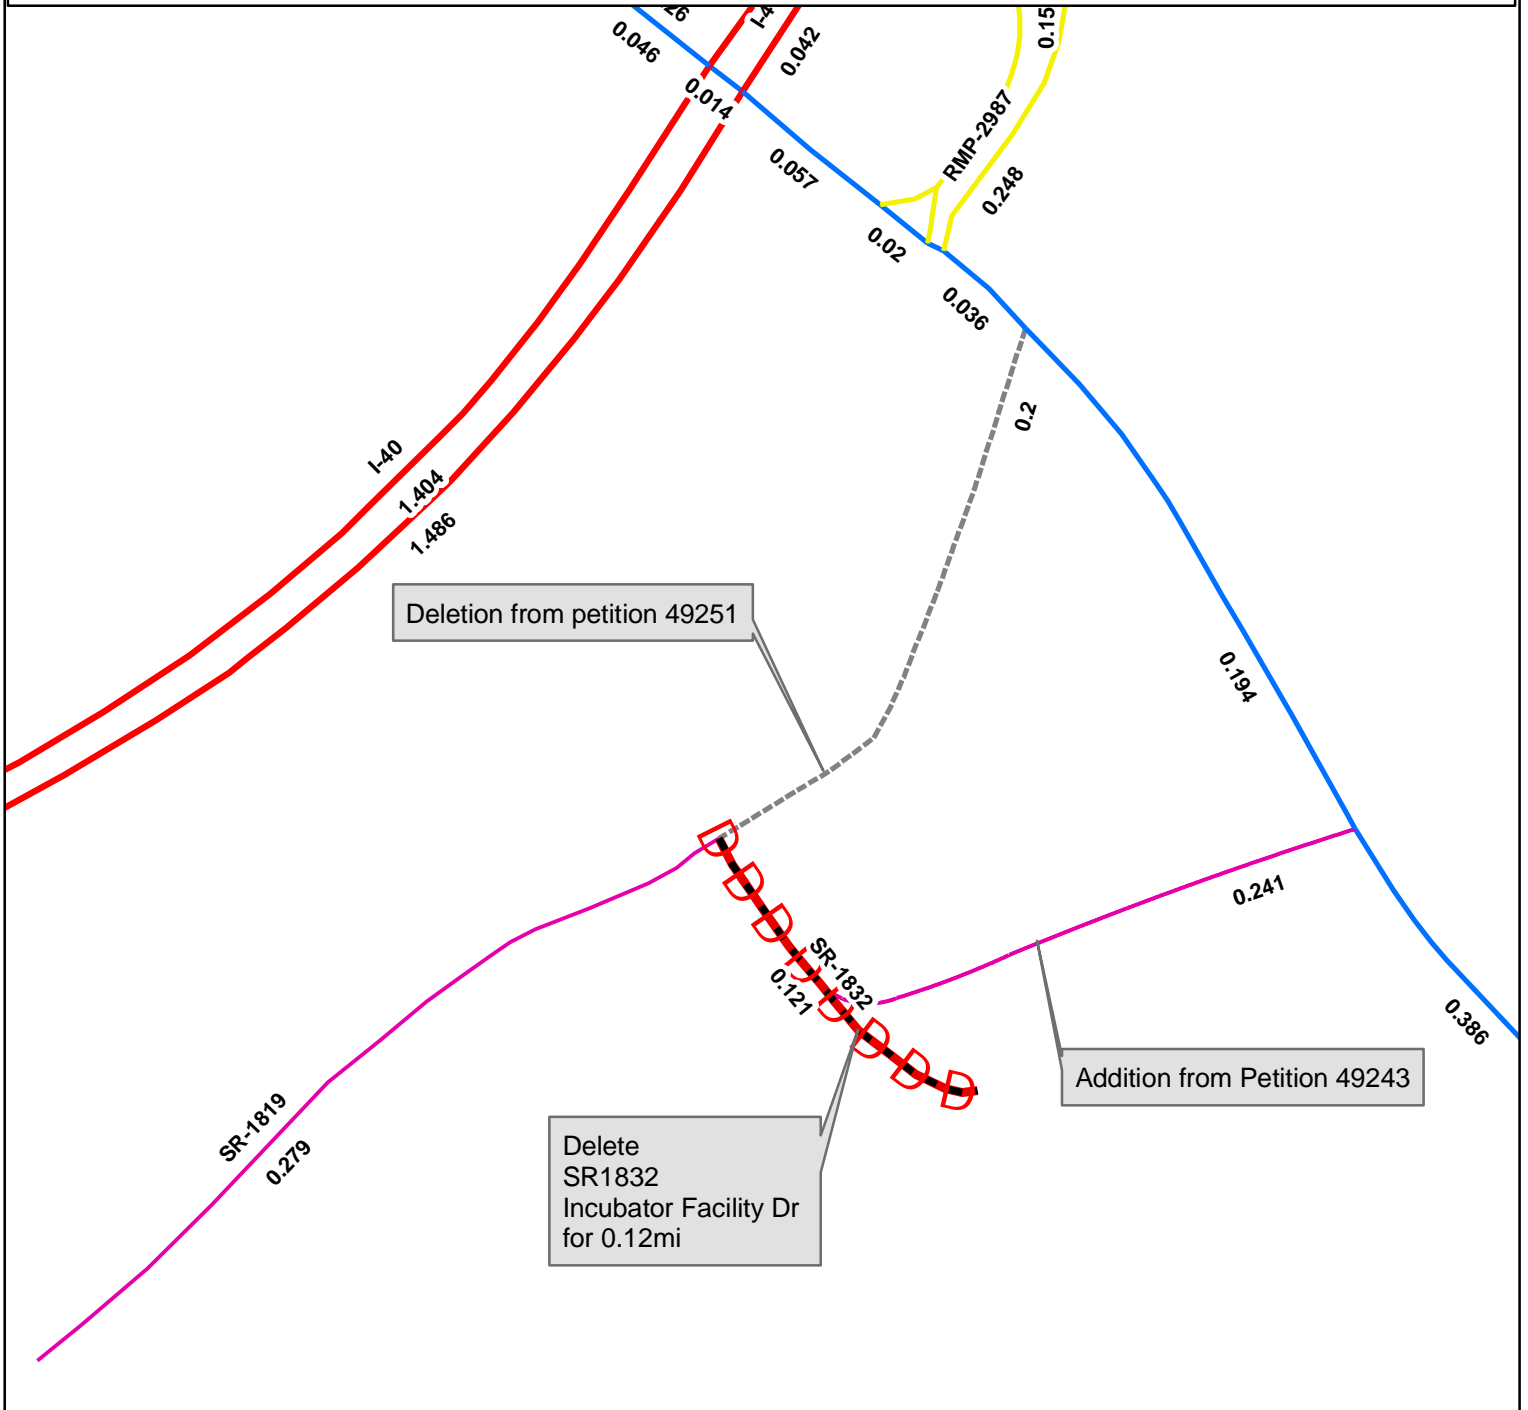 0.046
0.014
0.042
0.15
0.057
RMP-2987
0.248
0.02
0.036
0.2
I-40
1.404
1.486
Deletion from petition 49251
0.194
0.241
SR-1832
0.121
0.386
Addition from Petition 49243
SR-1819
0.279
Delete
SR1832
Incubator Facility Dr
for 0.12mi